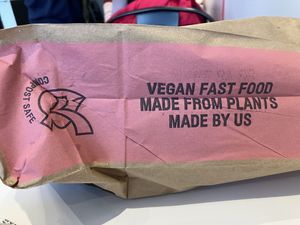 VEGAN FAST FOOD
MADE FROM PLANTS
MADE BY US
COMPOST SAFE